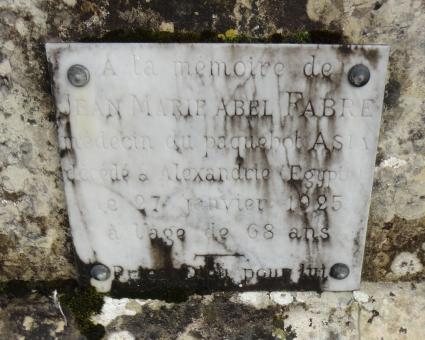 A la mémoire de
JEAN MARIE ABEL FABRE
médecin du paquebot ASIA
décédé à Alexandrie (Egypte)
le 27 janvier 1925
à l'âge de 68 ans
Priez Dieu pour lui